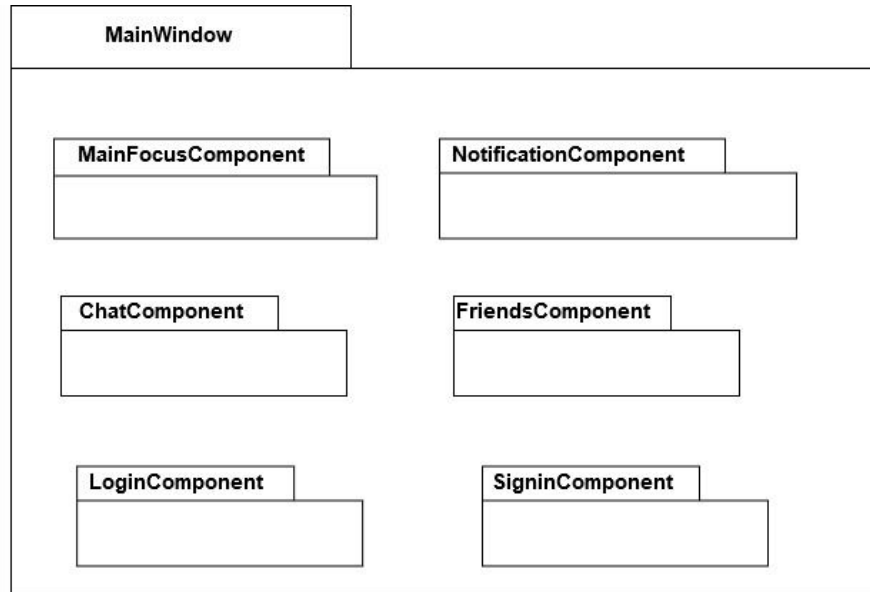 MainWindow
MainFocusComponent
NotificationComponent
ChatComponent
FriendsComponent
LoginComponent
SigninComponent